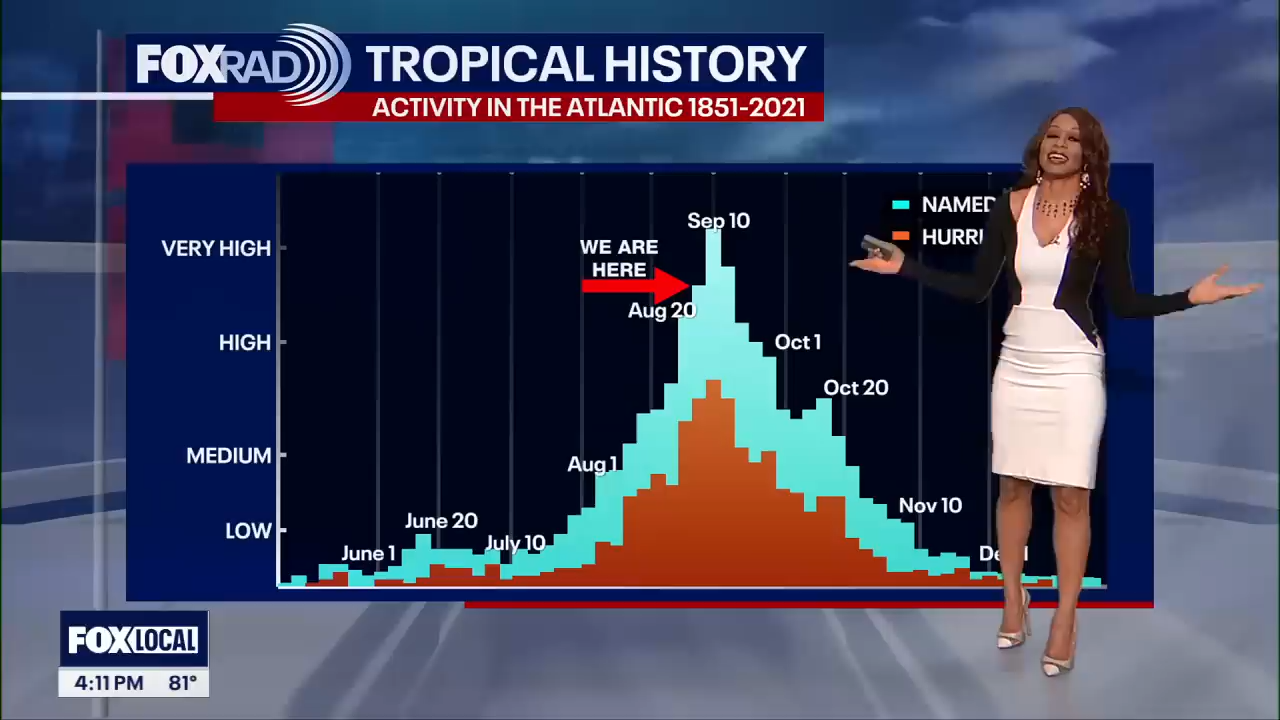 FOXRAD TROPICAL HISTORY
ACTIVITY IN THE ATLANTIC 1851-2021
VERY HIGH
HIGH
MEDIUM
LOW
WE ARE
HERE
Sep 10
Aug 20
Oct 1
Oct 20
Aug 1
June 20
July 10
June 1
Nov 10
NAMED
FOX LOCAL
4:11 PM 81°